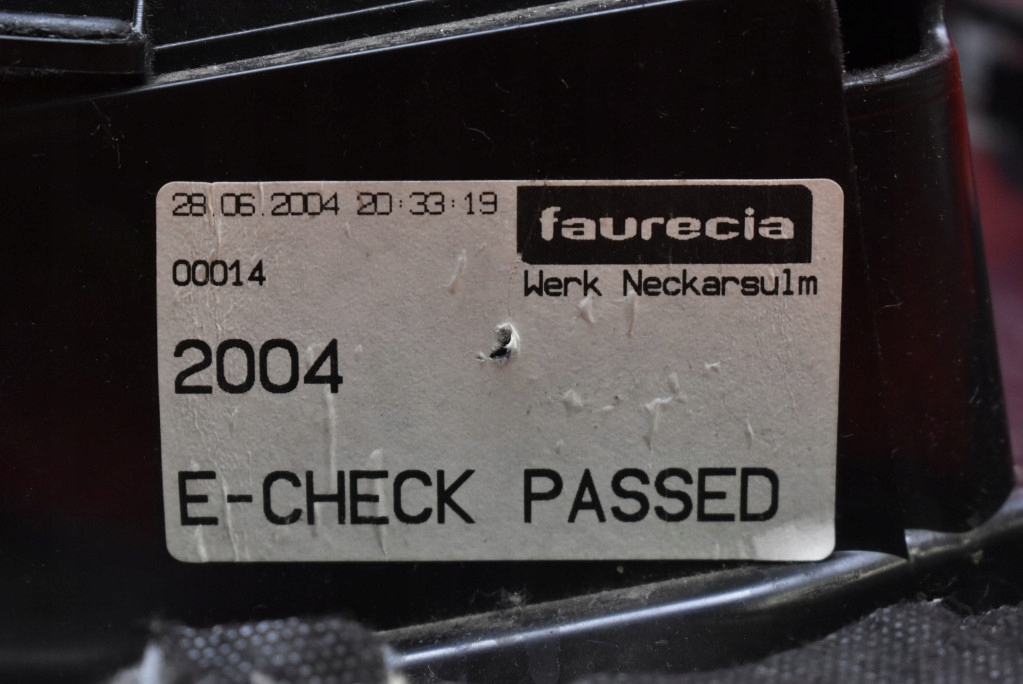 28.06.2004 20:33:19
faurecia
00014
Werk Neckarsulm
2004
E-CHECK PASSED